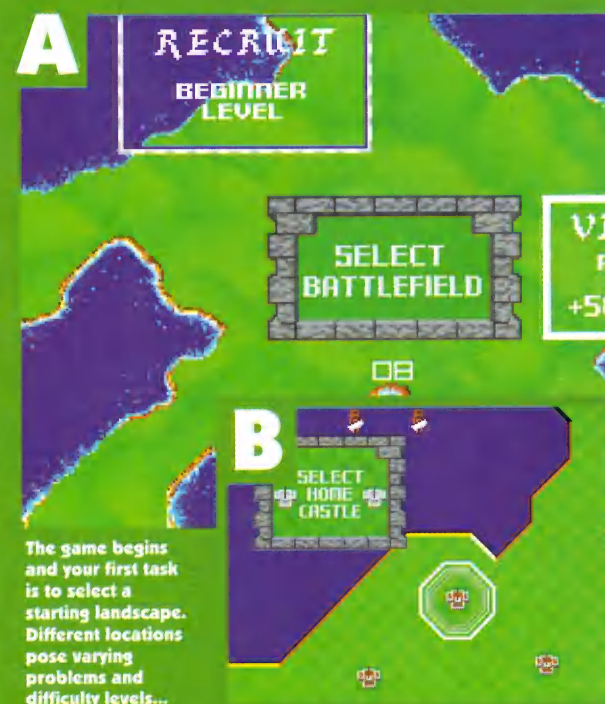 A
RECRUIT
BEGINNER
LEVEL
SELECT
BATTLEFIELD
+5
08
B
SELECT
HOME
CASTLE
The game begins
and your first task
is to select a
starting landscape.
Different locations
pose varying
problems and
difficulty levels...